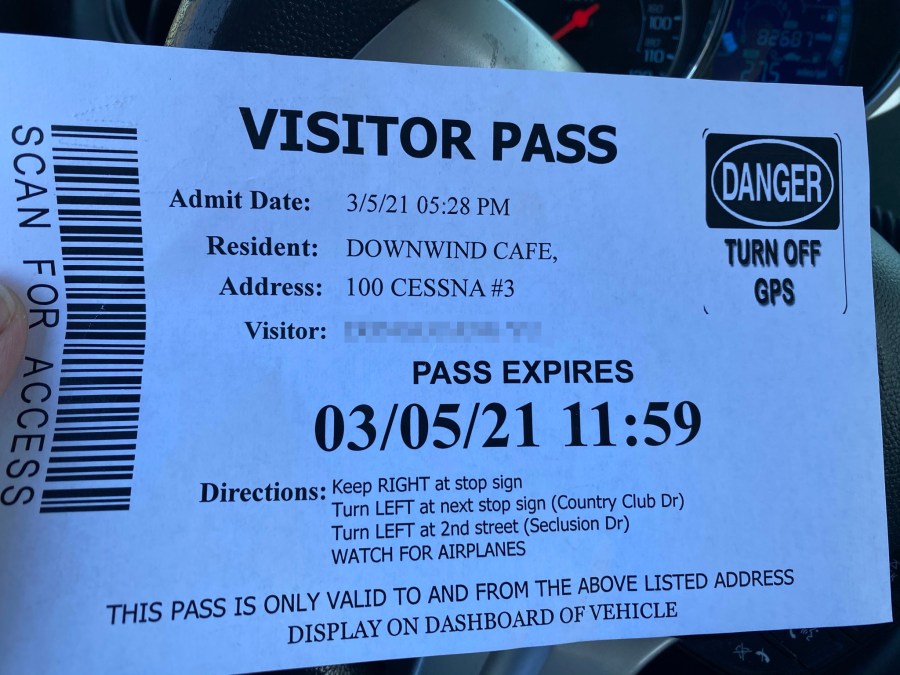 VISITOR PASS
Admit Date: 3/5/21 05:28 PM
Resident: DOWNWIND CAFE,
Address: 100 CESSNA #3
Visitor:
PASS EXPIRES
03/05/21 11:59
Directions: Keep RIGHT at stop sign
Turn LEFT at next stop sign (Country Club Dr)
Turn LEFT at 2nd street (Seclusion Dr)
WATCH FOR AIRPLANES
THIS PASS IS ONLY VALID TO AND FROM THE ABOVE LISTED ADDRESS
DISPLAY ON DASHBOARD OF VEHICLE
DANGER
TURN OFF
GPS
SCAN FOR ACCESS
100
110